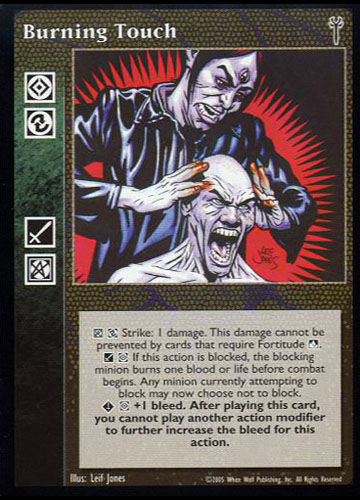 Burning Touch
LEIF
JONES
Strike: 1 damage. This damage cannot be
prevented by cards that require Fortitude .
If this action is blocked, the blocking
minion burns one blood or life before combat
begins. Any minion currently attempting to
block may now choose not to block.
+1 bleed. After playing this card,
you cannot play another action modifier
to further increase the bleed for this
action.
Illus: Leif Jones
©2005 White Wolf Publishing, Inc. All Rights Reserved